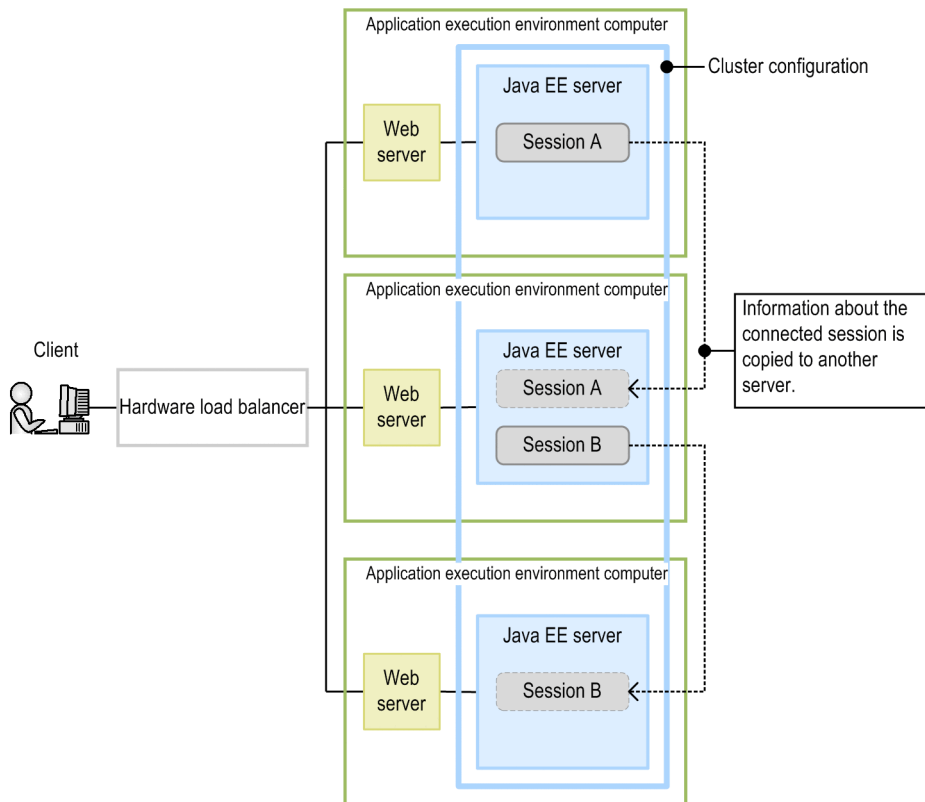 Application execution environment computer
Cluster configuration
Java EE server
Web
server
Session A
Application execution environment computer
Information about the
connected session is
copied to another
server.
Client
Java EE server
Hardware load balancer
Web
server
Session A
Session B
Application execution environment computer
Java EE server
Web
server
Session B